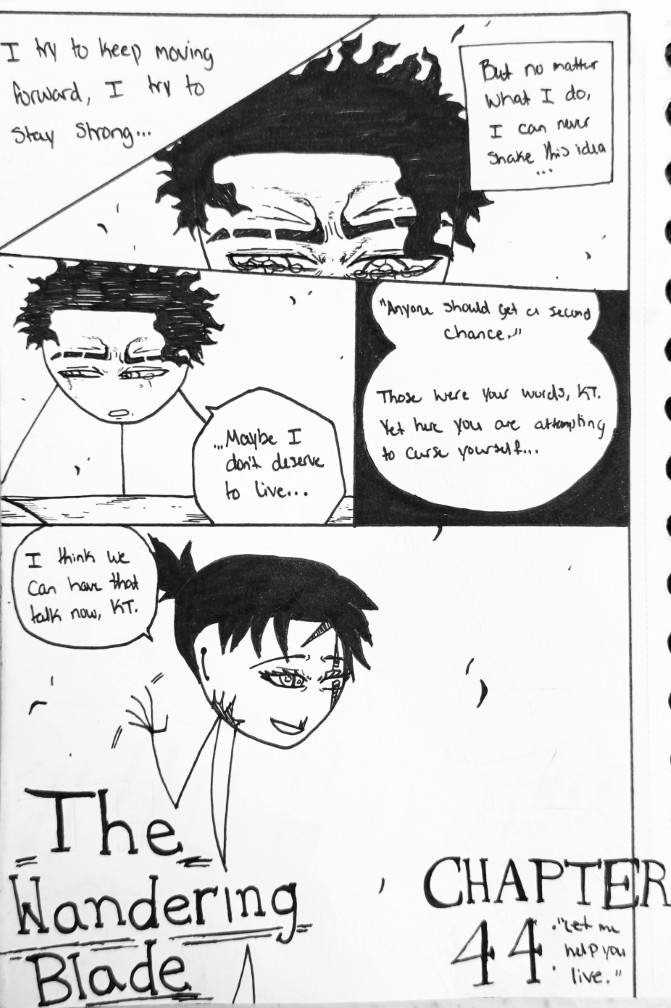 I try to keep moving
forward, I try to
stay strong...
But no matter
what I do,
I can never
shake this idea
...
...Maybe I
don't deserve
to live...
"Anyone should get a second
chance."
Those were your words, KT.
Yet here you are attempting
to curse yourself...
I think we
can have that
talk now, KT.
The
Wandering
Blade
CHAPTER
44
"Let me
help you
live."